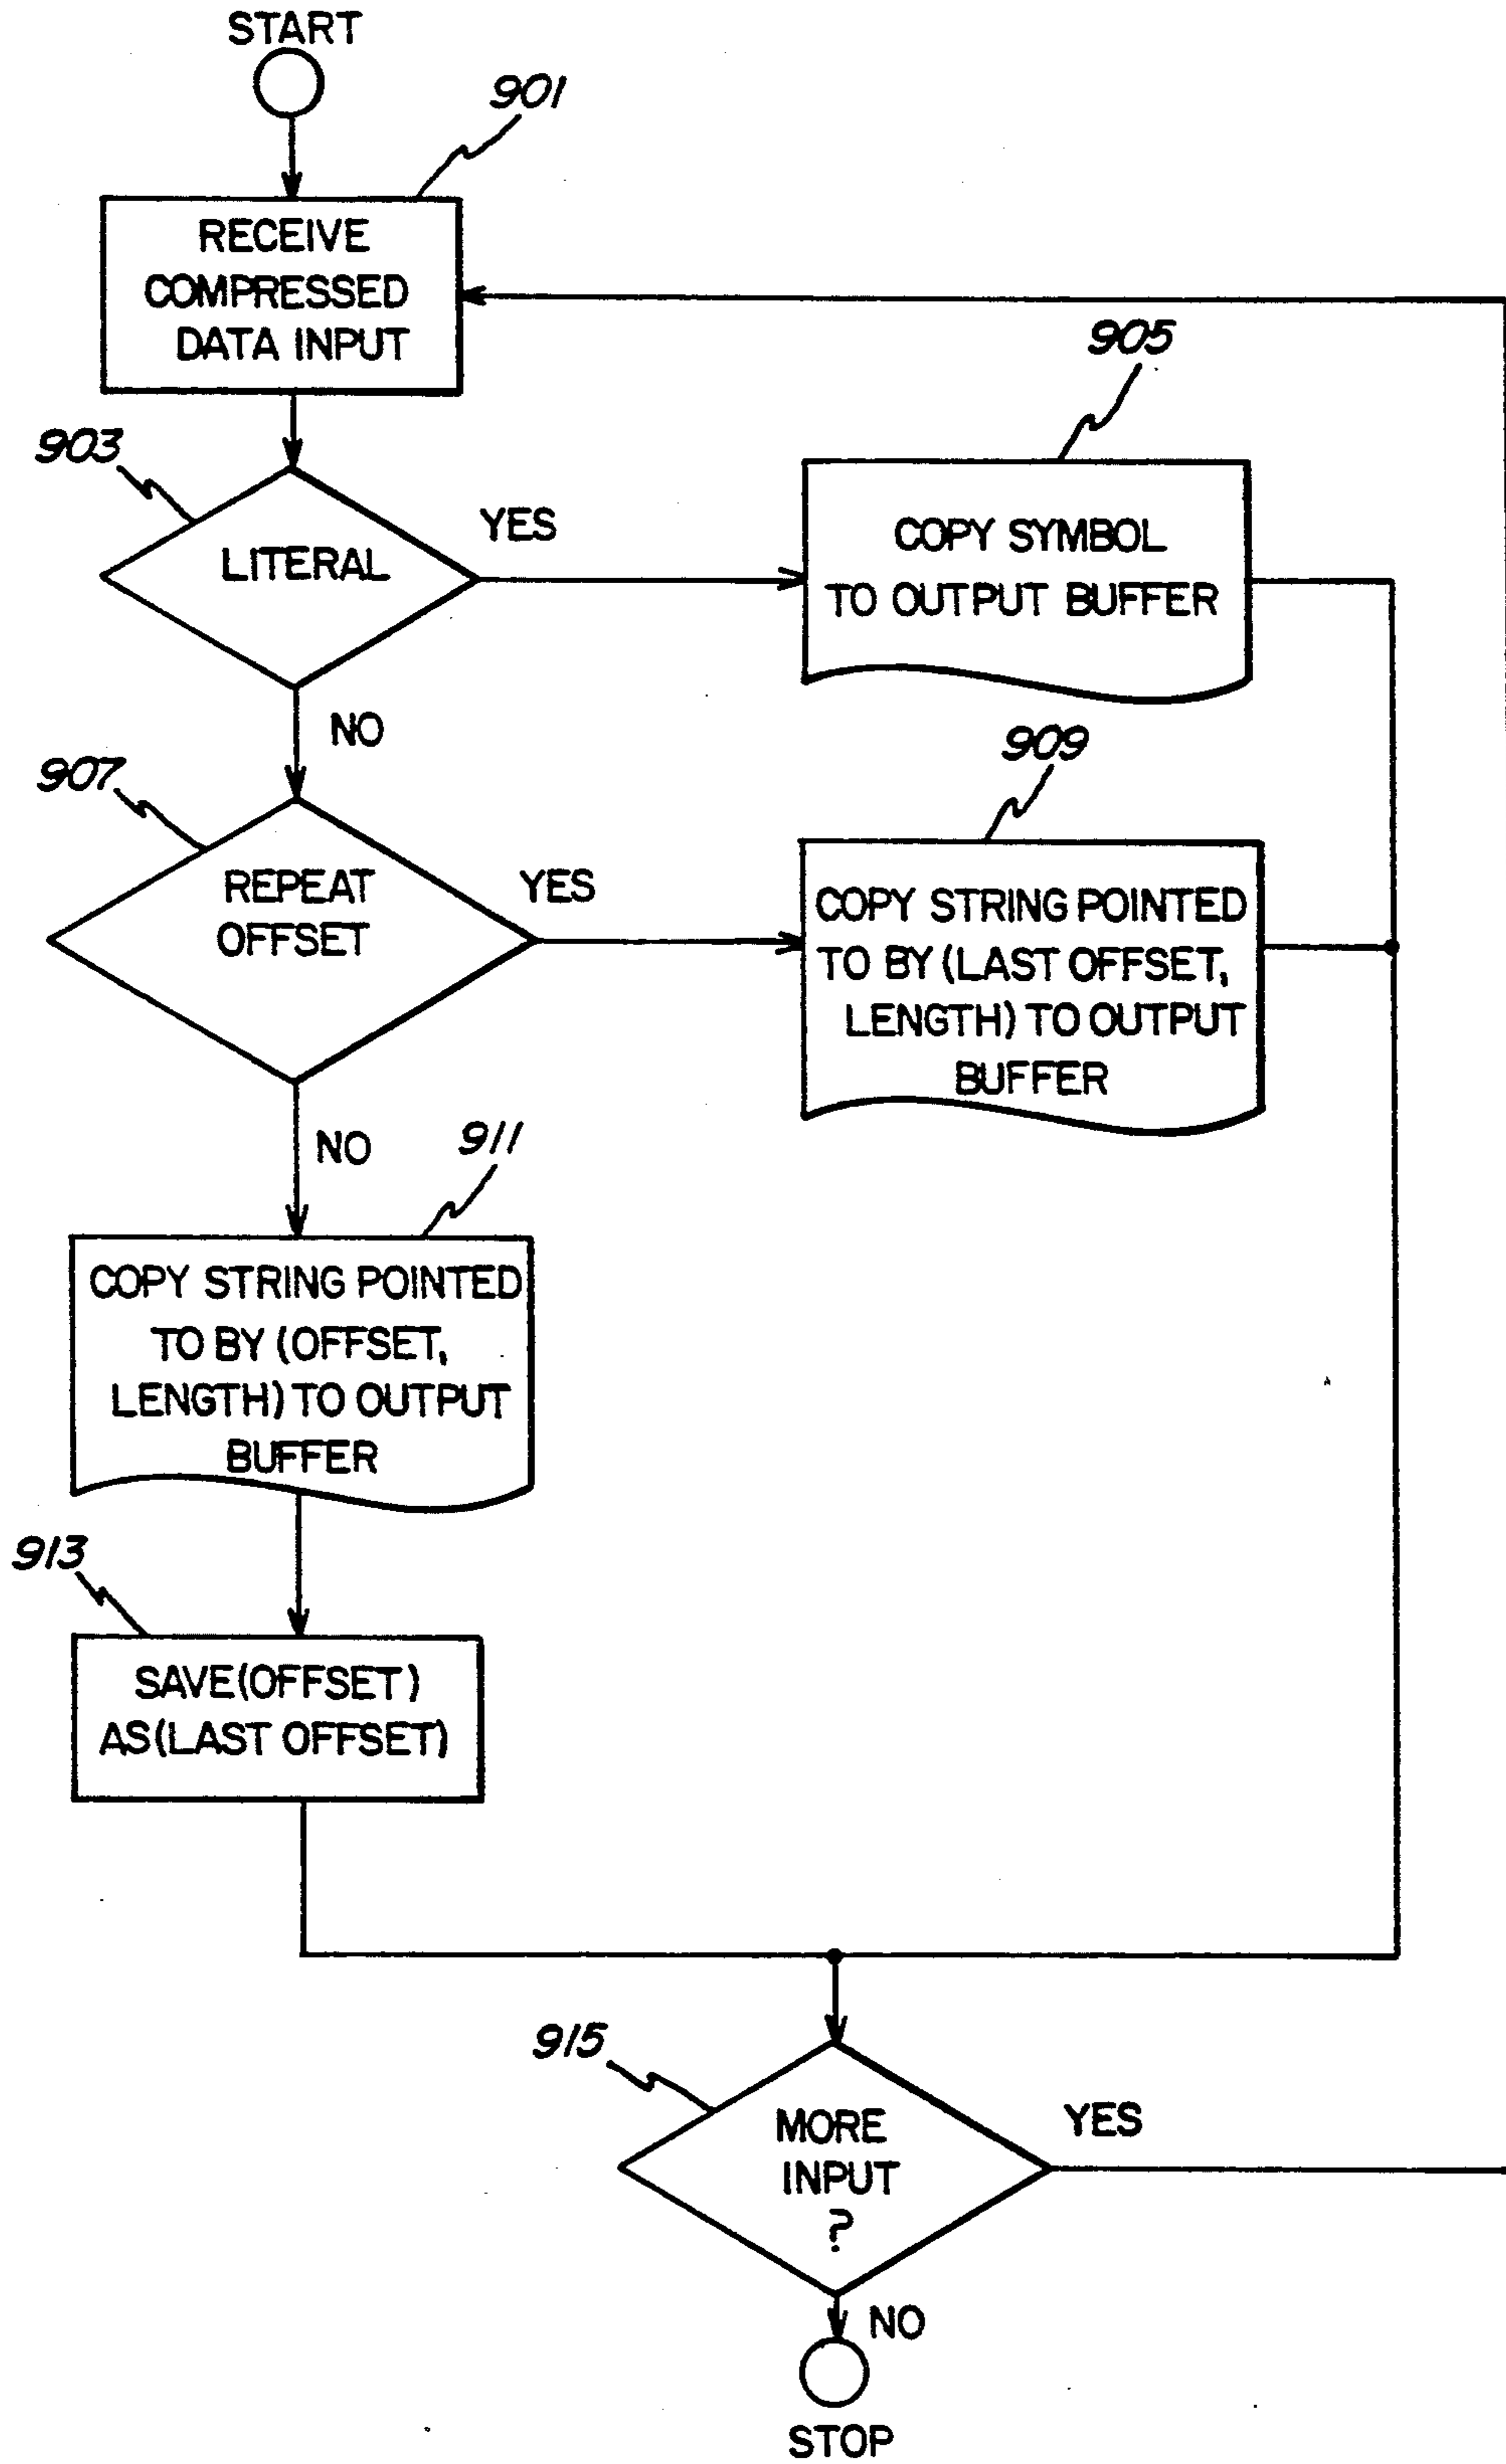 START
901
RECEIVE
COMPRESSED
DATA INPUT
903
LITERAL
YES
905
COPY SYMBOL
TO OUTPUT BUFFER
NO
907
REPEAT
OFFSET
YES
909
COPY STRING POINTED
TO BY (LAST OFFSET,
LENGTH) TO OUTPUT
BUFFER
NO
911
COPY STRING POINTED
TO BY (OFFSET,
LENGTH) TO OUTPUT
BUFFER
913
SAVE(OFFSET)
AS(LAST OFFSET)
915
MORE
INPUT
?
YES
NO
STOP